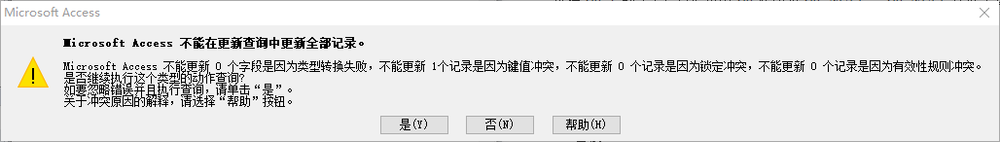 Microsoft Access
Microsoft Access 不能在更新查询中更新全部记录。
Microsoft Access 不能更新 0 个字段是因为类型转换失败，不能更新 1个记录是因为键值冲突，不能更新 0 个记录是因为锁定冲突，不能更新 0 个记录是因为有效性规则冲突。
是否继续执行这个类型的动作查询?
如要忽略错误并且执行查询，请单击“是”。
关于冲突原因的解释，请选择“帮助”按钮。
是(Y) 否(N) 帮助(H)